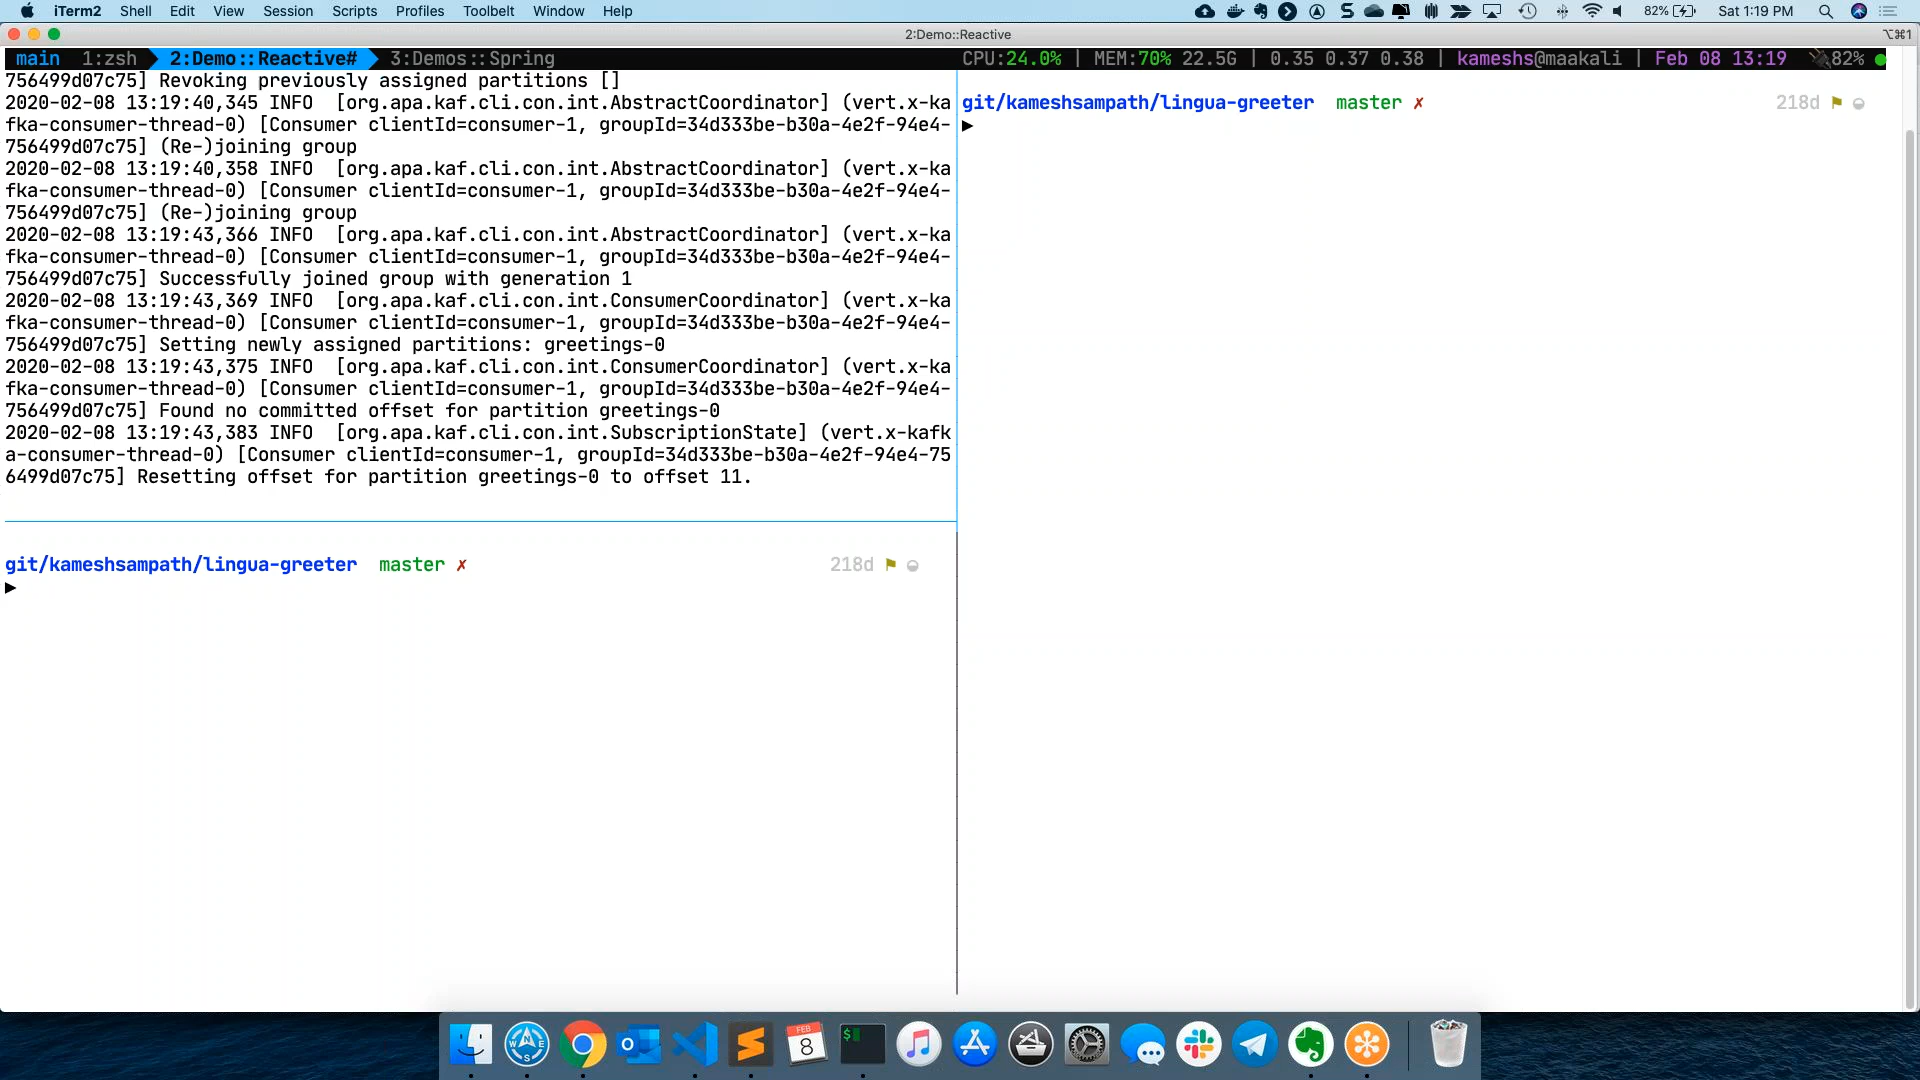 iTerm2 Shell Edit View Session Scripts Profiles Toolbelt Window Help 82% Sat 1:19 PM
2:Demo::Reactive ⌥⌘1
main 1:zsh 2:Demo::Reactive# 3:Demos::Spring CPU:24.0% | MEM:70% 22.5G | 0.35 0.37 0.38 | kameshs@maakali | Feb 08 13:19 82%
756499d07c75] Revoking previously assigned partitions []
2020-02-08 13:19:40,345 INFO [org.apa.kaf.cli.con.int.AbstractCoordinator] (vert.x-ka
fka-consumer-thread-0) [Consumer clientId=consumer-1, groupId=34d333be-b30a-4e2f-94e4-
756499d07c75] (Re-)joining group
2020-02-08 13:19:40,358 INFO [org.apa.kaf.cli.con.int.AbstractCoordinator] (vert.x-ka
fka-consumer-thread-0) [Consumer clientId=consumer-1, groupId=34d333be-b30a-4e2f-94e4-
756499d07c75] (Re-)joining group
2020-02-08 13:19:43,366 INFO [org.apa.kaf.cli.con.int.AbstractCoordinator] (vert.x-ka
fka-consumer-thread-0) [Consumer clientId=consumer-1, groupId=34d333be-b30a-4e2f-94e4-
756499d07c75] Successfully joined group with generation 1
2020-02-08 13:19:43,369 INFO [org.apa.kaf.cli.con.int.ConsumerCoordinator] (vert.x-ka
fka-consumer-thread-0) [Consumer clientId=consumer-1, groupId=34d333be-b30a-4e2f-94e4-
756499d07c75] Setting newly assigned partitions: greetings-0
2020-02-08 13:19:43,375 INFO [org.apa.kaf.cli.con.int.ConsumerCoordinator] (vert.x-ka
fka-consumer-thread-0) [Consumer clientId=consumer-1, groupId=34d333be-b30a-4e2f-94e4-
756499d07c75] Found no committed offset for partition greetings-0
2020-02-08 13:19:43,383 INFO [org.apa.kaf.cli.con.int.SubscriptionState] (vert.x-kafk
a-consumer-thread-0) [Consumer clientId=consumer-1, groupId=34d333be-b30a-4e2f-94e4-75
6499d07c75] Resetting offset for partition greetings-0 to offset 11.
git/kameshsampath/lingua-greeter master ✗ 218d
git/kameshsampath/lingua-greeter master ✗ 218d
FEB
8